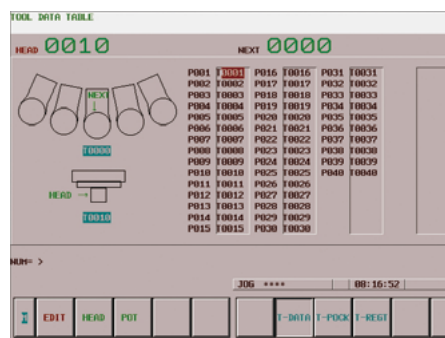 TOOL DATA TABLE
HEAD 0010 NEXT 0000
P001 T0001 P016 T0016 P031 T0031
P002 T0002 P017 T0017 P032 T0032
P003 T0003 P018 T0018 P033 T0033
P004 T0004 P019 T0019 P034 T0034
P005 T0005 P020 T0020 P035 T0035
P006 T0006 P021 T0021 P036 T0036
P007 T0007 P022 T0022 P037 T0037
P008 T0008 P023 T0023 P038 T0038
P009 T0009 P024 T0024 P039 T0039
P010 T0010 P025 T0025 P040 T0040
P011 T0011 P026 T0026
P012 T0012 P027 T0027
P013 T0013 P028 T0028
P014 T0014 P029 T0029
P015 T0015 P030 T0030
NEXT
T0000
HEAD
T0010
NUM= >
JOG **** 08:16:52
EDIT HEAD POT T-DATA T-POCK T-REGT